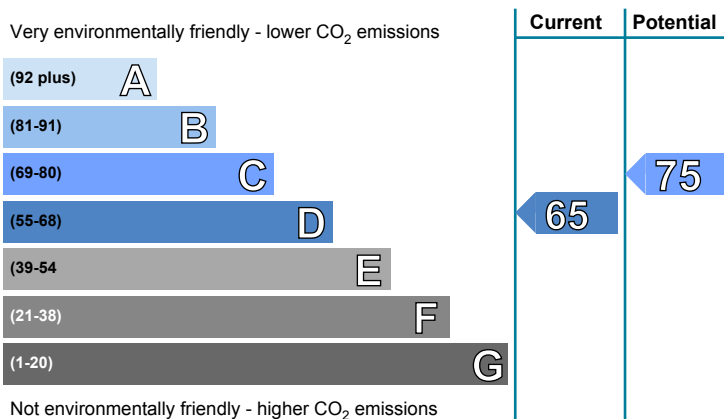 Current Potential
Very environmentally friendly - lower CO2 emissions
(92 plus) A
(81-91) B
(69-80) C
75
(55-68) D
65
(39-54 E
(21-38) F
(1-20) G
Not environmentally friendly - higher CO2 emissions